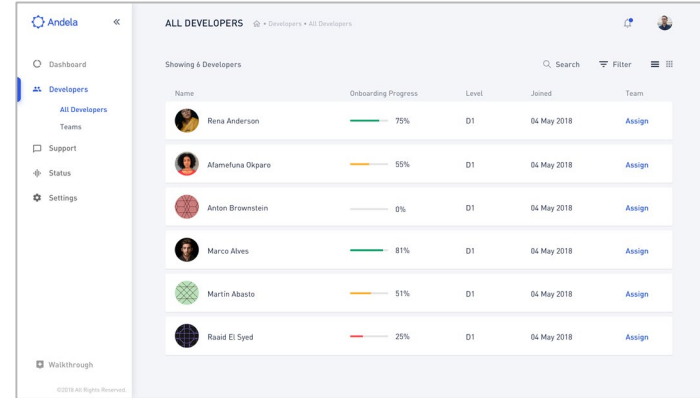 Andela
«
ALL DEVELOPERS
• Developers • All Developers
Dashboard
Developers
All Developers
Teams
Support
Status
Settings
Walkthrough
©2018 All Rights Reserved.
Showing 6 Developers
Search
Filter
Name Onboarding Progress Level Joined Team
Rena Anderson 75% D1 04 May 2018 Assign
Afamefuna Okparo 55% D1 04 May 2018 Assign
Anton Brownstein 0% D1 04 May 2018 Assign
Marco Alves 81% D1 04 May 2018 Assign
Martin Abasto 51% D1 04 May 2018 Assign
Raaid El Syed 25% D1 04 May 2018 Assign